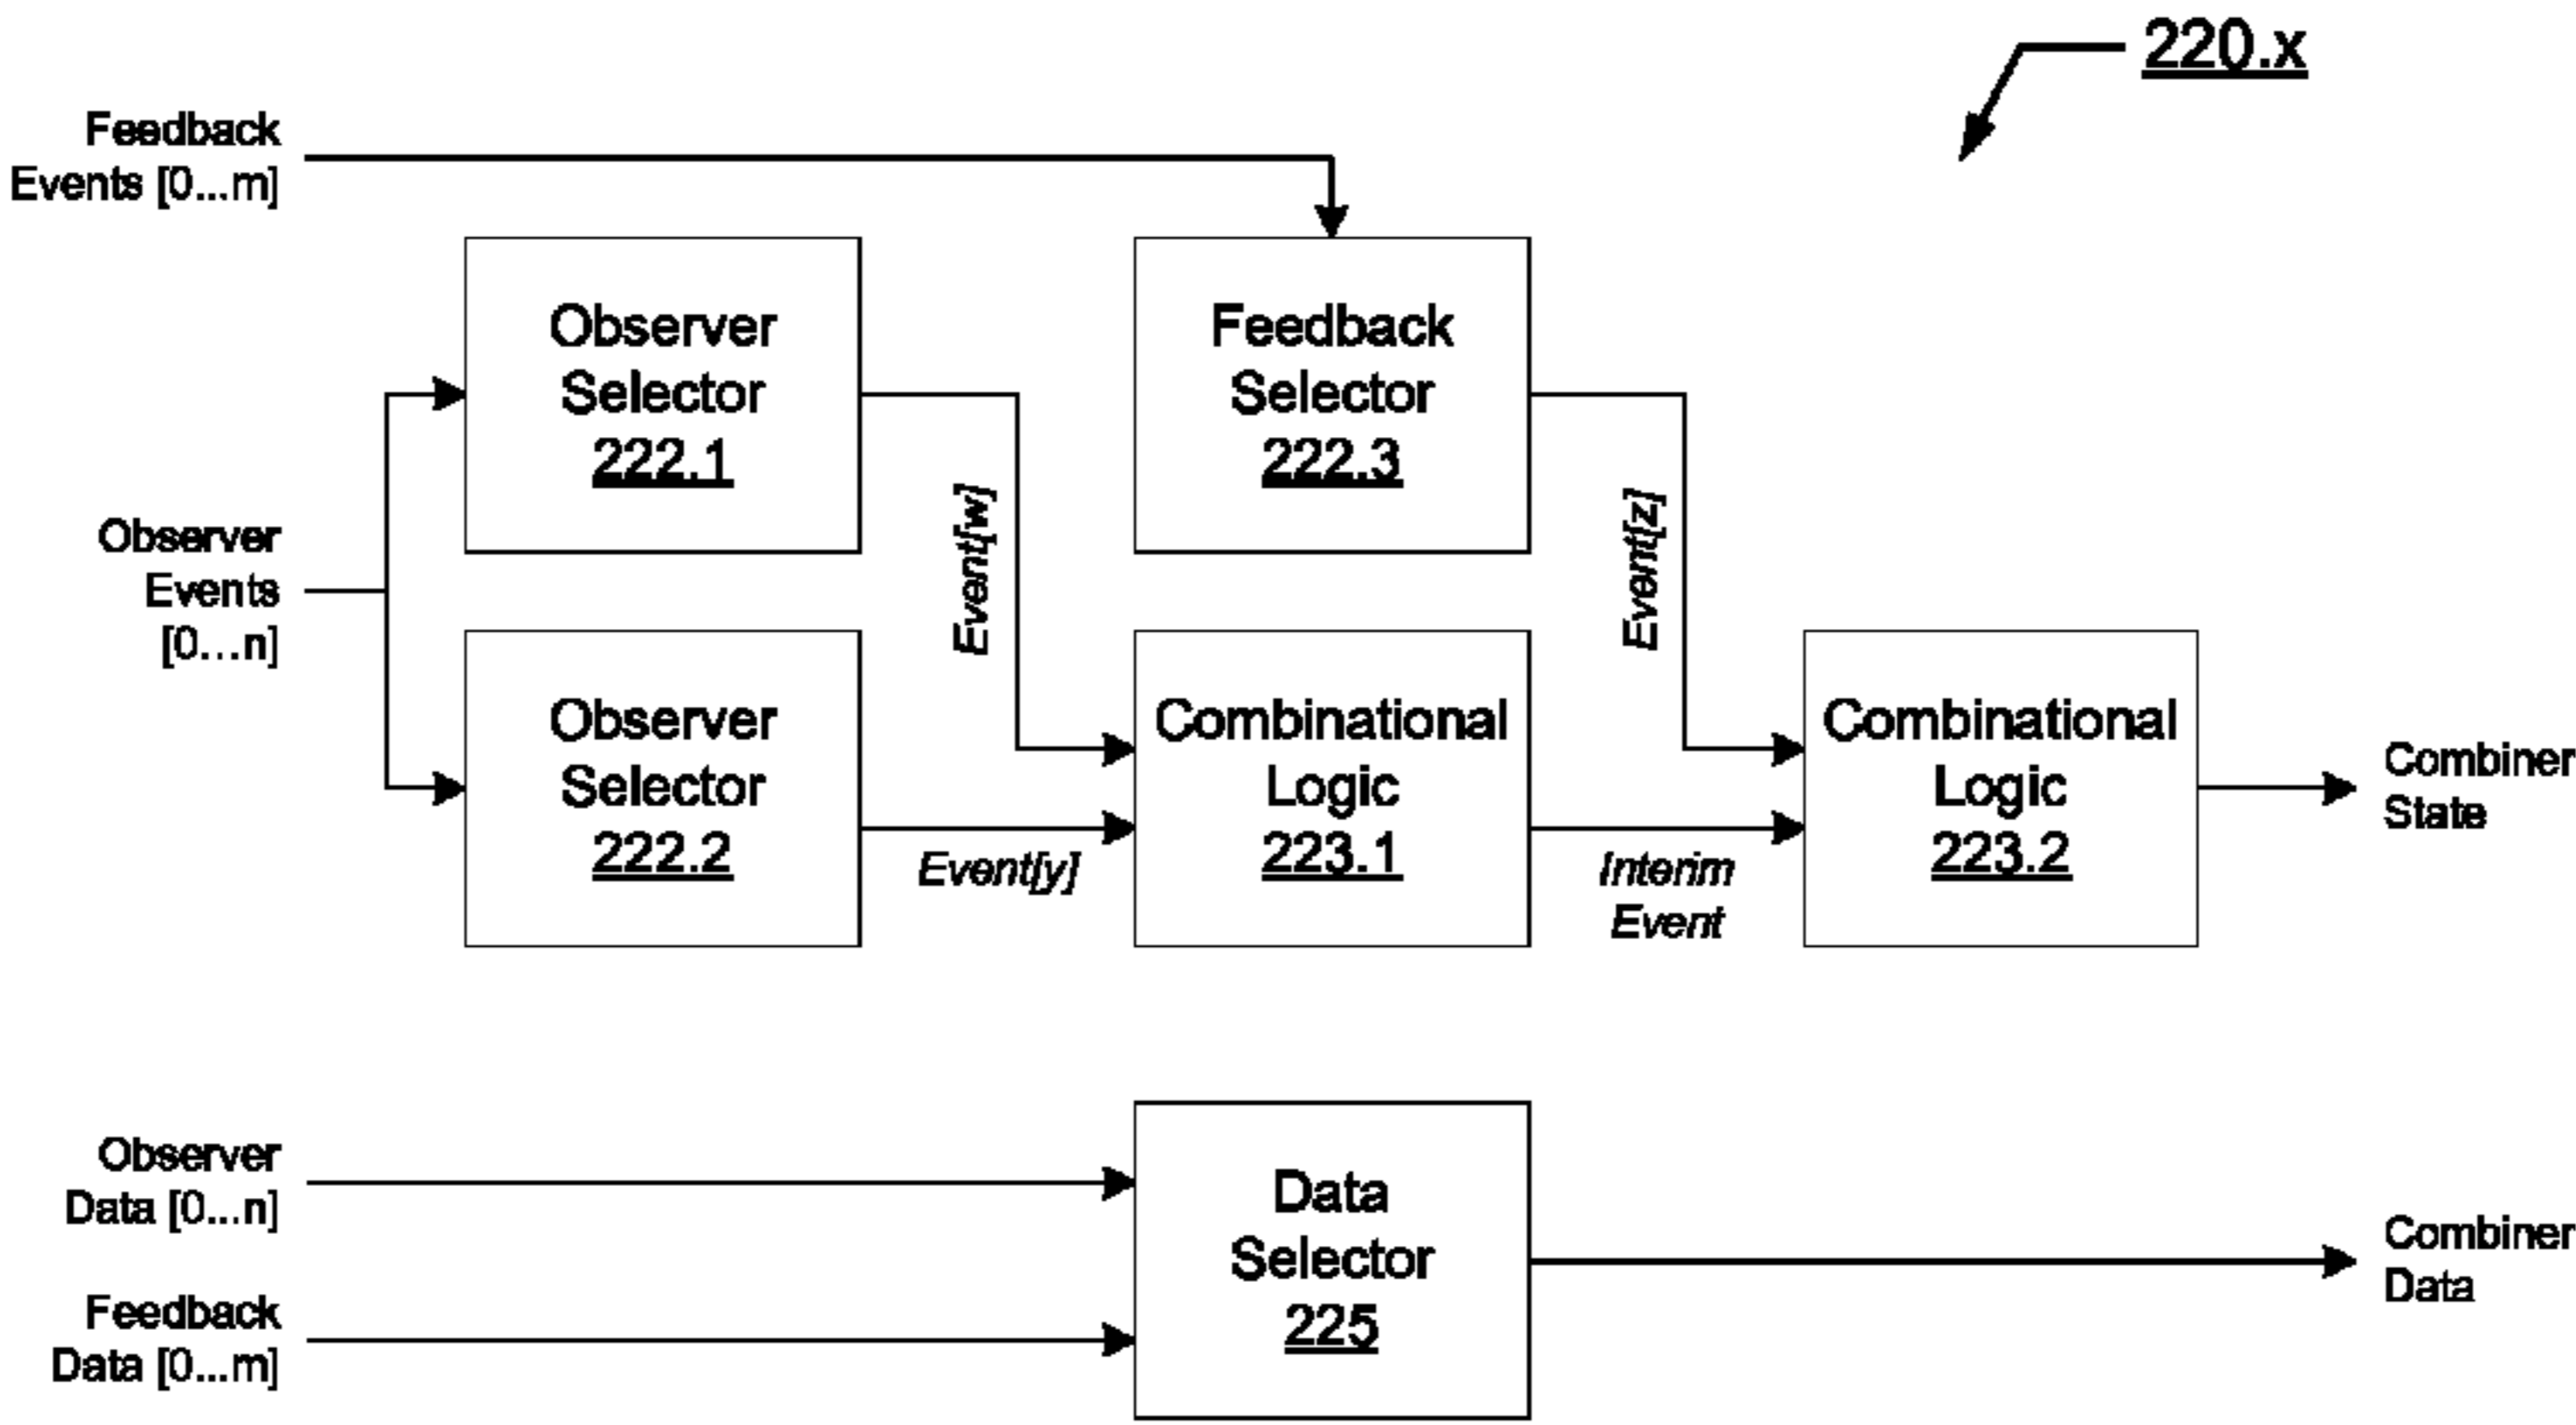 220.x
Feedback
Events [0...m]
Observer
Selector
222.1
Feedback
Selector
222.3
Observer
Events
[0...n]
Event[w]
Event[z]
Observer
Selector
222.2
Event[y]
Combinational
Logic
223.1
Interim
Event
Combinational
Logic
223.2
Combiner
State
Observer
Data [0...n]
Feedback
Data [0...m]
Data
Selector
225
Combiner
Data